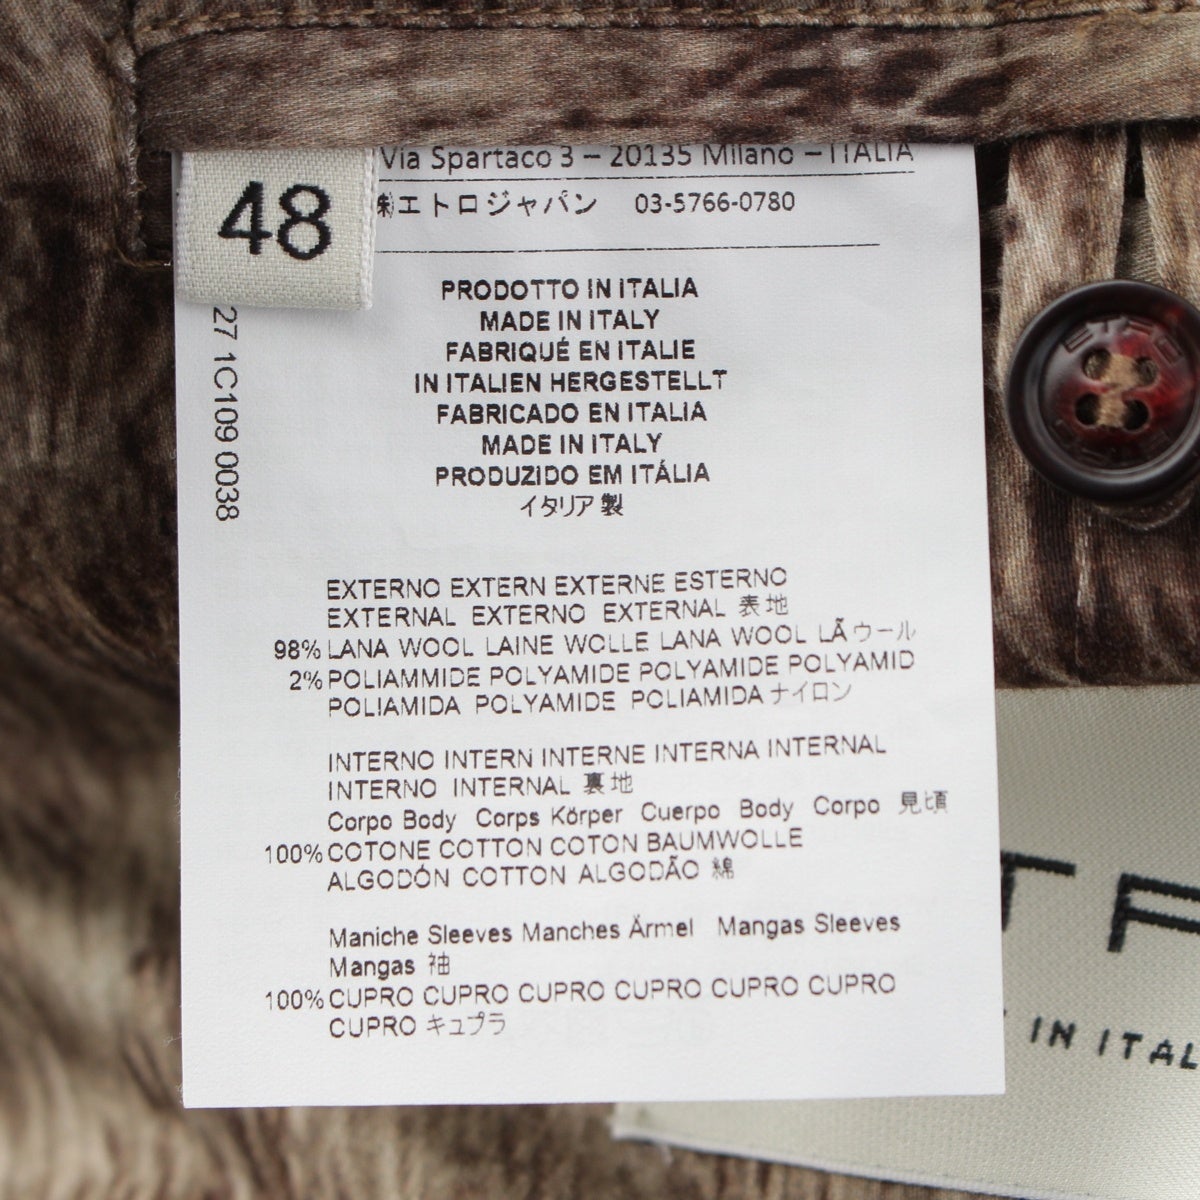 Via Spartaco 3 – 20135 Milano – ITALIA
48
㈱エトロジャパン 03-5766-0780
27 1C109 0038
PRODOTTO IN ITALIA
MADE IN ITALY
FABRIQUÉ EN ITALIE
IN ITALIEN HERGESTELLT
FABRICADO EN ITALIA
MADE IN ITALY
PRODUZIDO EM ITÁLIA
イタリア製
EXTERNO EXTERN EXTERNE ESTERNO
EXTERNAL EXTERNO EXTERNAL 表地
98% LANA WOOL LAINE WOLLE LANA WOOL LÃ ウール
2% POLIAMMIDE POLYAMIDE POLYAMIDE POLYAMID
POLIAMIDA POLYAMIDE POLIAMIDA ナイロン
INTERNO INTERN INTERNE INTERNA INTERNAL
INTERNO INTERNAL 裏地
Corpo Body Corps Körper Cuerpo Body Corpo 見頃
100% COTONE COTTON COTON BAUMWOLLE
ALGODÓN COTTON ALGODÃO 綿
Maniche Sleeves Manches Ärmel Mangas Sleeves
Mangas 袖
100% CUPRO CUPRO CUPRO CUPRO CUPRO CUPRO
CUPRO キュプラ
IN ITAL